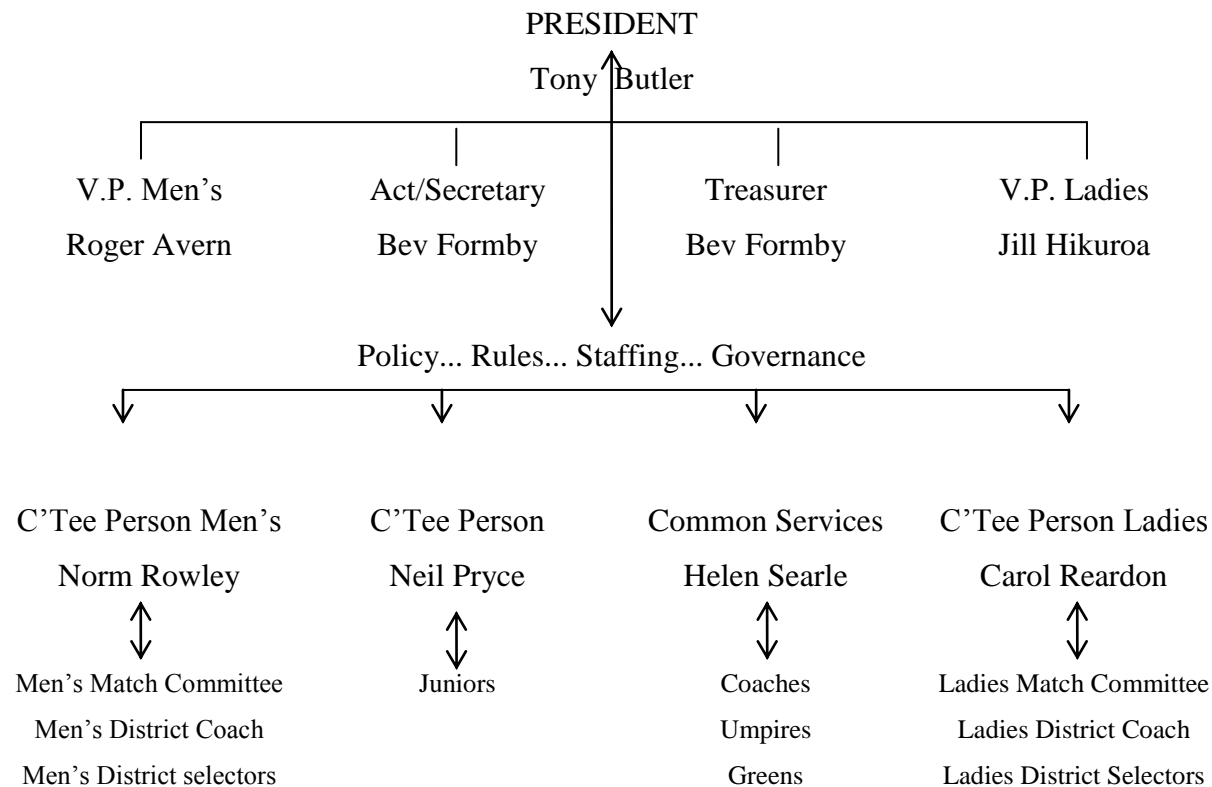 PRESIDENT
Tony Butler
V.P. Men’s Act/Secretary Treasurer V.P. Ladies
Roger Avern Bev Formby Bev Formby Jill Hikuroa
Policy... Rules... Staffing... Governance
C’Tee Person Men’s C’Tee Person Common Services C’Tee Person Ladies
Norm Rowley Neil Pryce Helen Searle Carol Reardon
Men’s Match Committee Juniors Coaches Ladies Match Committee
Men’s District Coach Umpires Ladies District Coach
Men’s District selectors Greens Ladies District Selectors